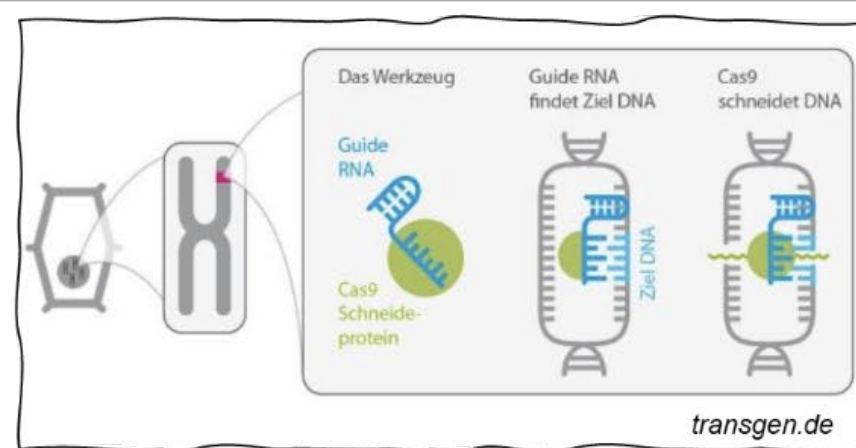 Das Werkzeug
Guide RNA
findet Ziel DNA
Cas9
schneidet DNA
Guide
RNA
Cas9
Schneide-
protein
Ziel DNA
transgen.de